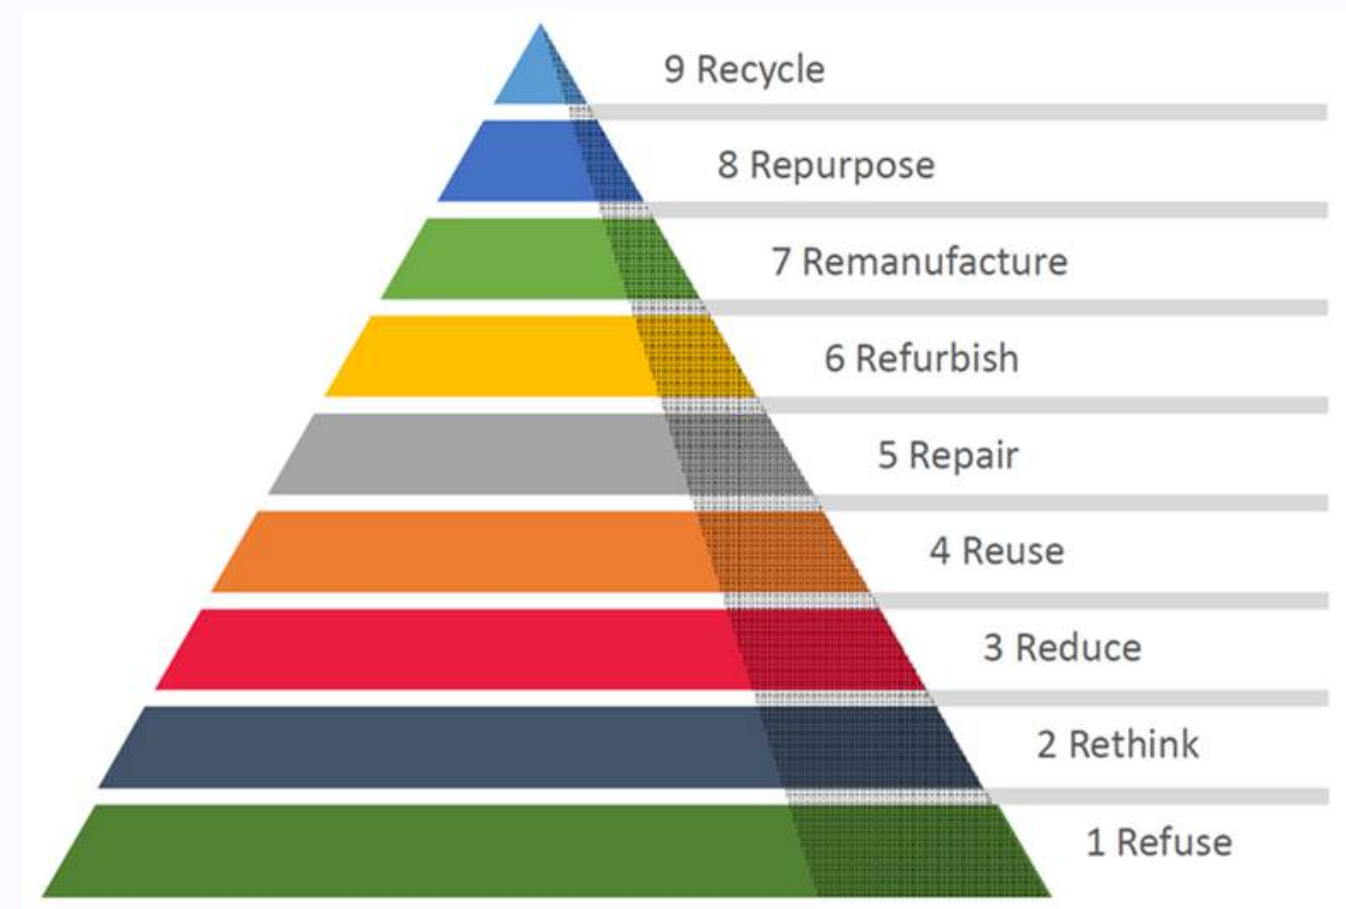 9 Recycle
8 Repurpose
7 Remanufacture
6 Refurbish
5 Repair
4 Reuse
3 Reduce
2 Rethink
1 Refuse